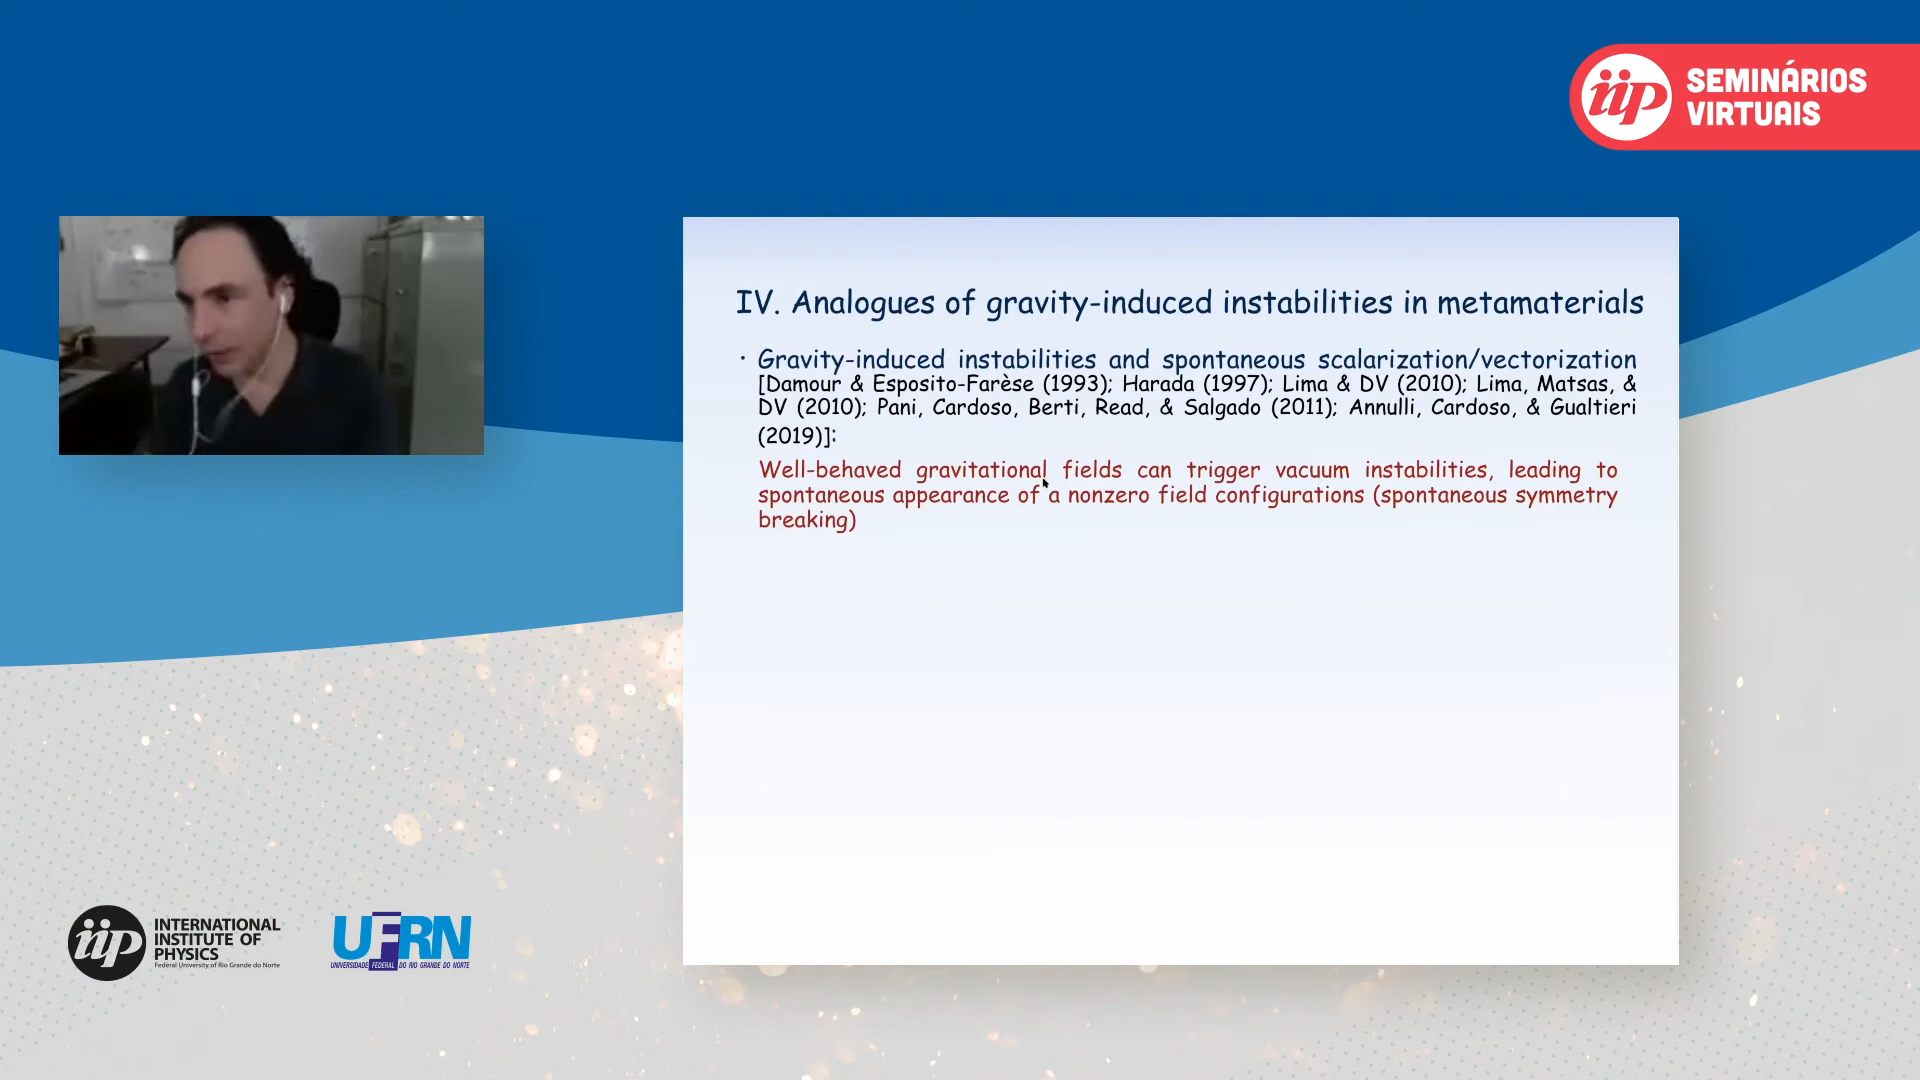 iip SEMINÁRIOS
VIRTUAIS
IV. Analogues of gravity-induced instabilities in metamaterials
· Gravity-induced instabilities and spontaneous scalarization/vectorization
[Damour & Esposito-Farèse (1993); Harada (1997); Lima & DV (2010); Lima, Matsas, &
DV (2010); Pani, Cardoso, Berti, Read, & Salgado (2011); Annulli, Cardoso, & Gualtieri
(2019)]:
Well-behaved gravitational fields can trigger vacuum instabilities, leading to
spontaneous appearance of a nonzero field configurations (spontaneous symmetry
breaking)
iip INTERNATIONAL
INSTITUTE OF
PHYSICS
Federal University of Rio Grande do Norte
UFRN
UNIVERSIDADE FEDERAL DO RIO GRANDE DO NORTE